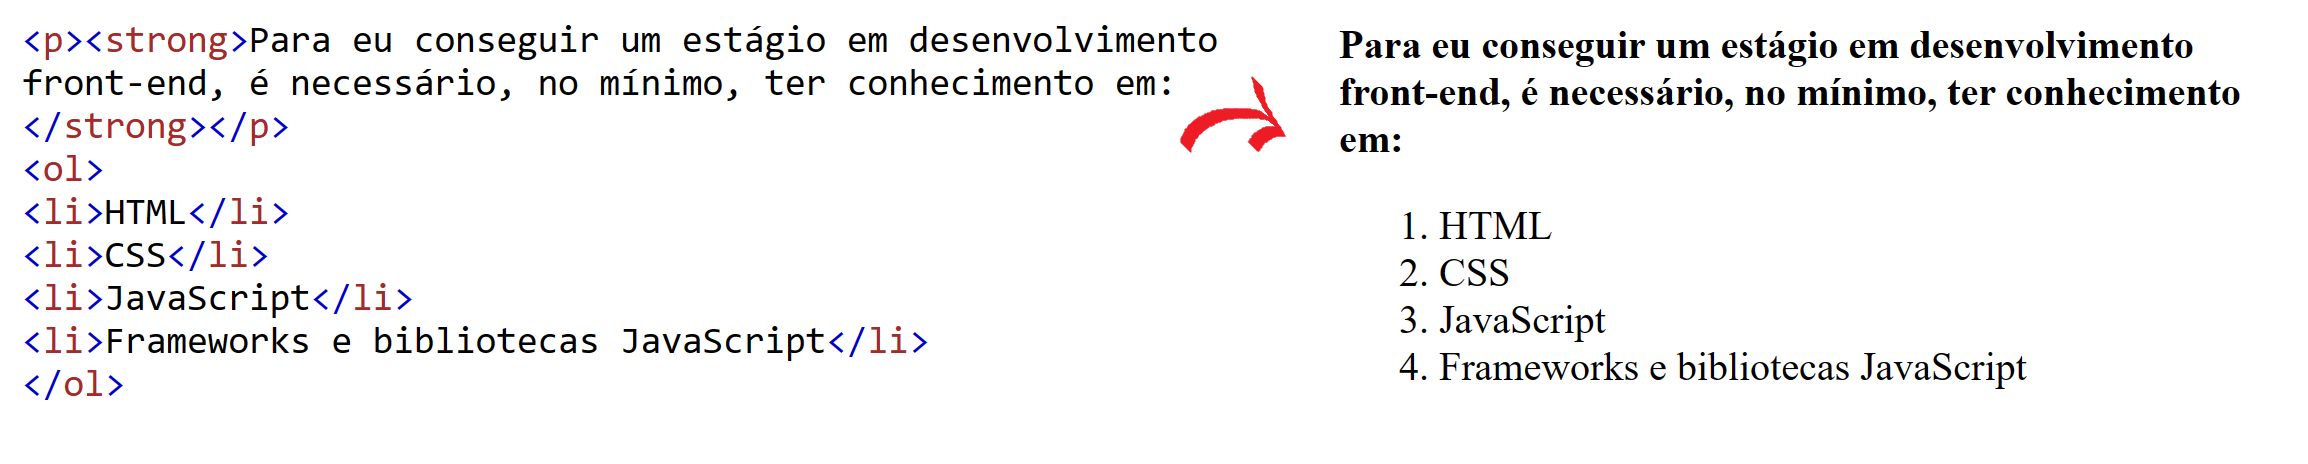 <p><strong>Para eu conseguir um estágio em desenvolvimento
front-end, é necessário, no mínimo, ter conhecimento em:
</strong></p>
<ol>
<li>HTML</li>
<li>CSS</li>
<li>JavaScript</li>
<li>Frameworks e bibliotecas JavaScript</li>
</ol>
Para eu conseguir um estágio em desenvolvimento
front-end, é necessário, no mínimo, ter conhecimento
em:
1. HTML
2. CSS
3. JavaScript
4. Frameworks e bibliotecas JavaScript